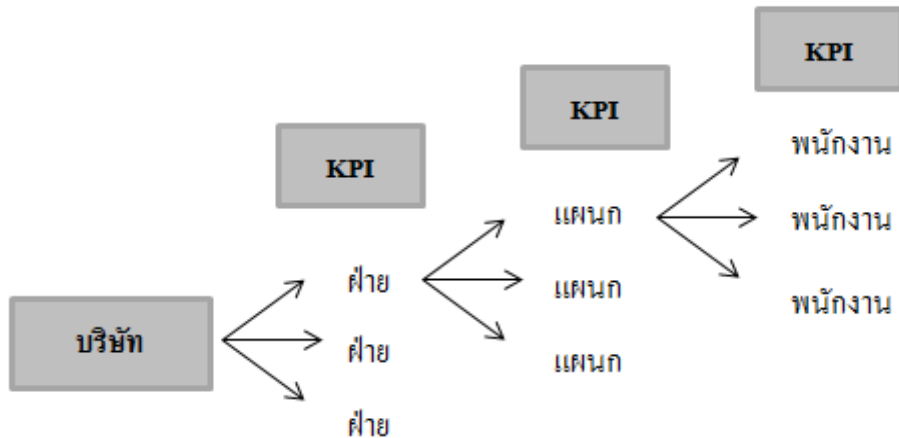 KPI
KPI
KPI
พนักงาน
แผนก
พนักงาน
ฝ่าย
แผนก
พนักงาน
บริษัท
ฝ่าย
แผนก
ฝ่าย